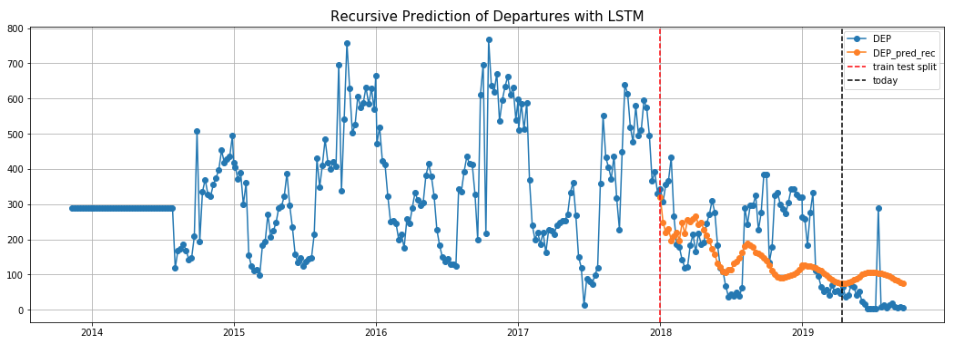 Recursive Prediction of Departures with LSTM
800
700
600
500
400
300
200
100
0
2014 2015 2016 2017 2018 2019
DEP
DEP_pred_rec
train test split
today